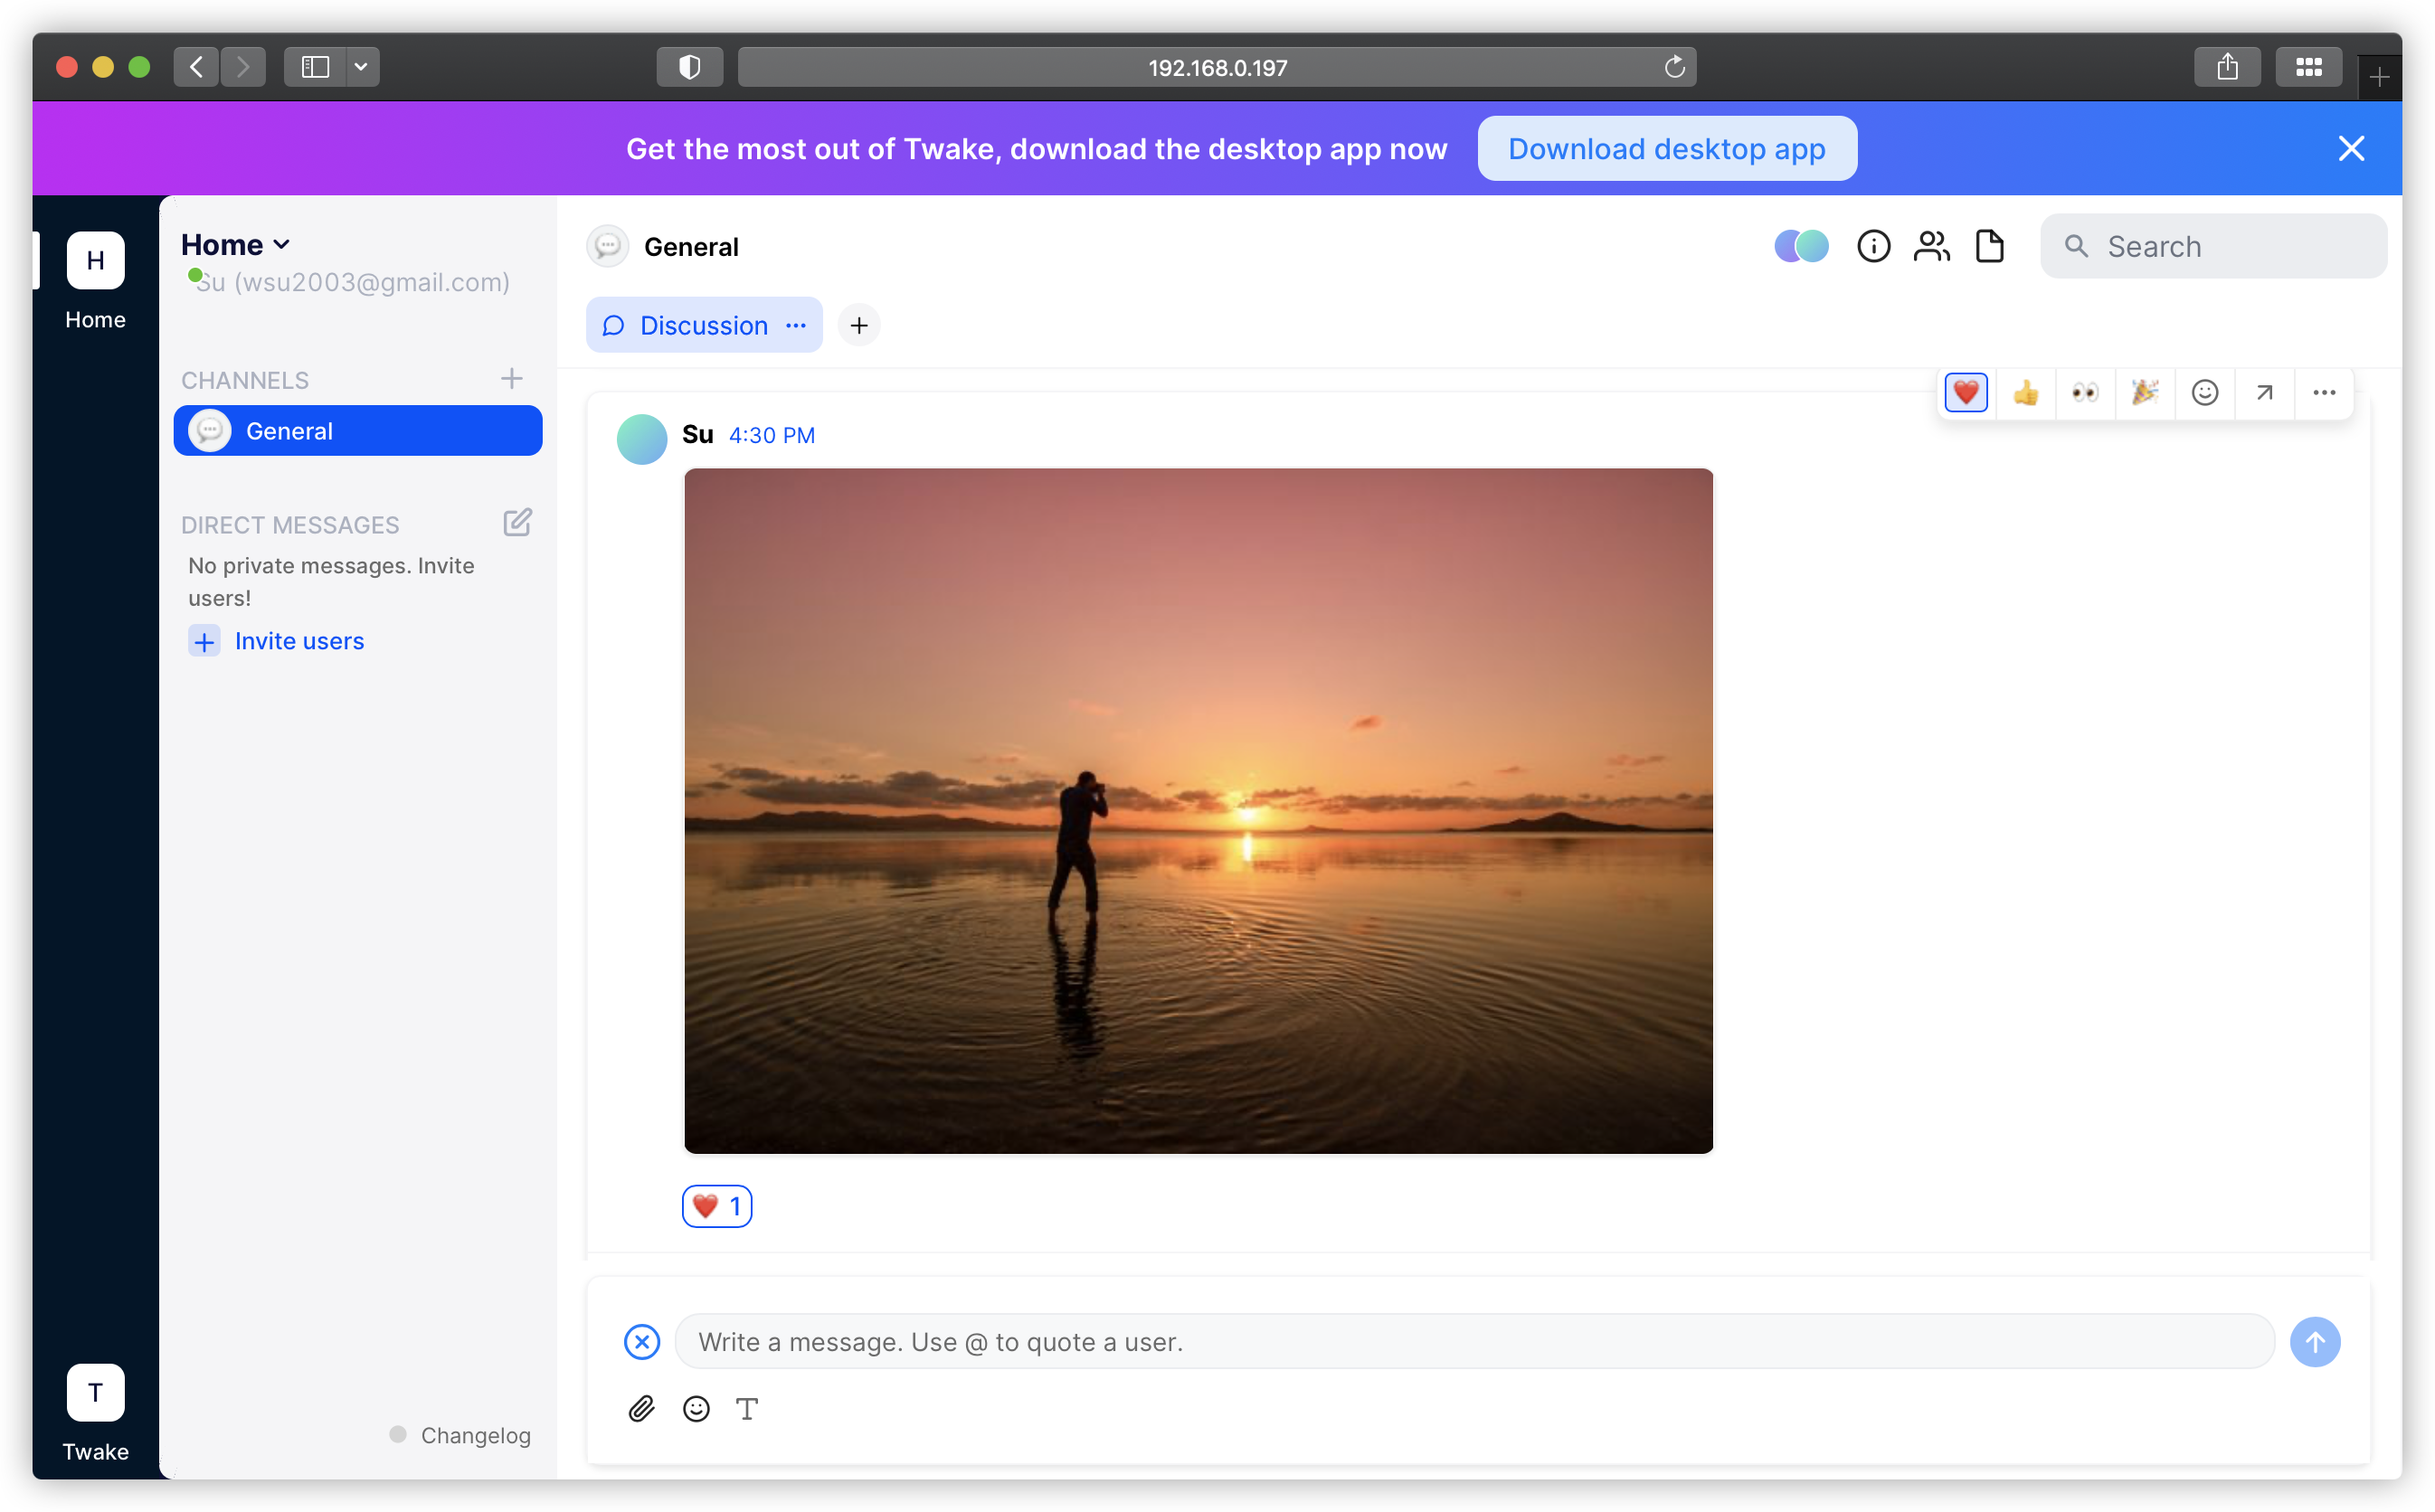 192.168.0.197
Get the most out of Twake, download the desktop app now
Download desktop app
H
Home
Home
Su (wsu2003@gmail.com)
CHANNELS
General
DIRECT MESSAGES
No private messages. Invite
users!
Invite users
Changelog
T
Twake
General
Search
Discussion
Su 4:30 PM
1
Write a message. Use @ to quote a user.